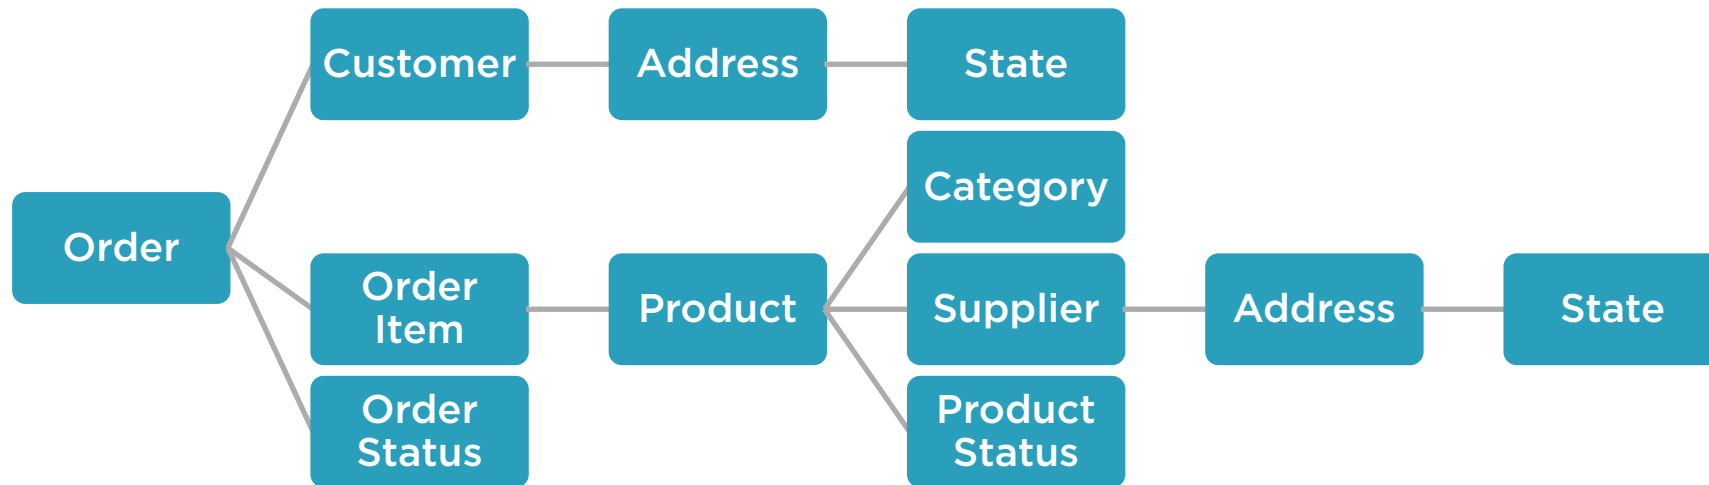 Customer
Address
State
Category
Order
Order
Item
Product
Supplier
Address
State
Order
Status
Product
Status